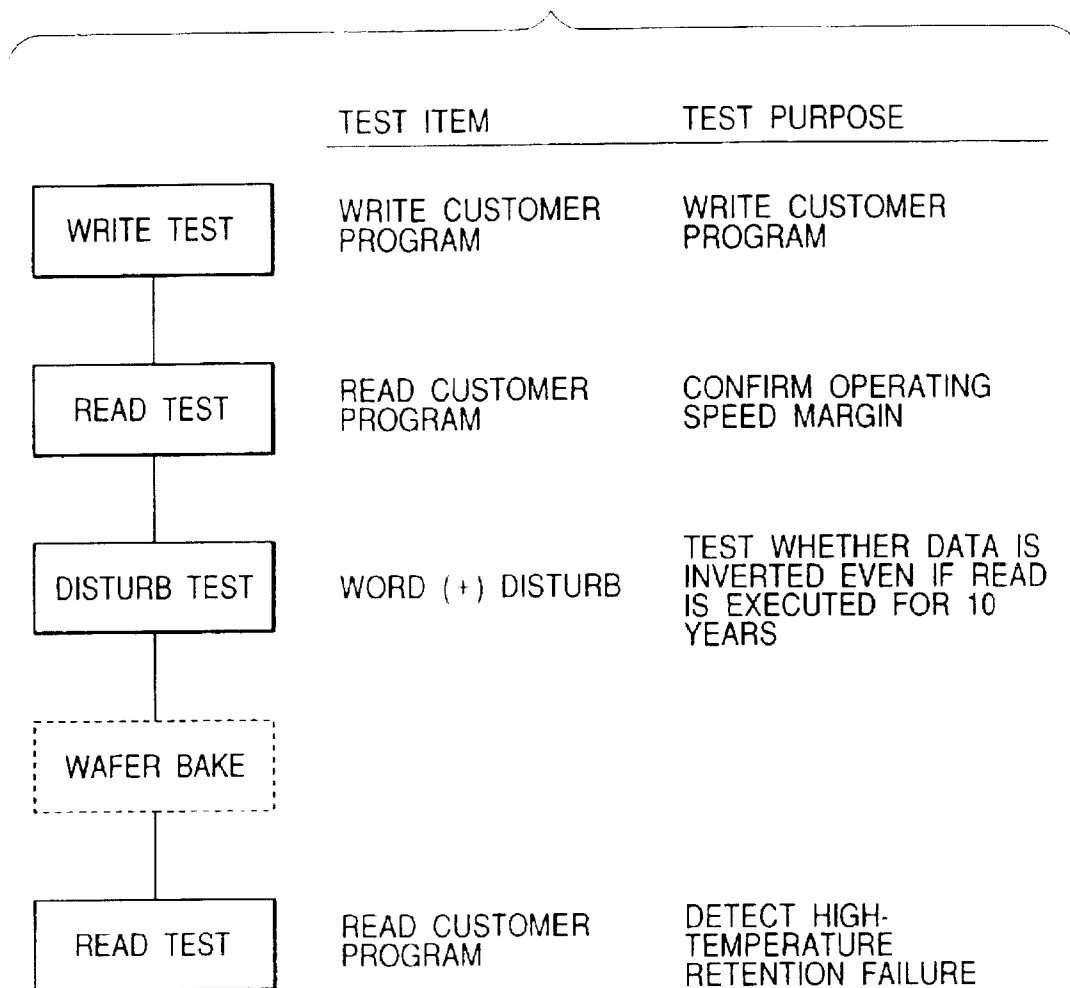 TEST ITEM TEST PURPOSE
WRITE TEST
WRITE CUSTOMER
PROGRAM
WRITE CUSTOMER
PROGRAM
READ TEST
READ CUSTOMER
PROGRAM
CONFIRM OPERATING
SPEED MARGIN
DISTURB TEST
WORD (+) DISTURB
TEST WHETHER DATA IS
INVERTED EVEN IF READ
IS EXECUTED FOR 10
YEARS
WAFER BAKE
READ TEST
READ CUSTOMER
PROGRAM
DETECT HIGH-
TEMPERATURE
RETENTION FAILURE